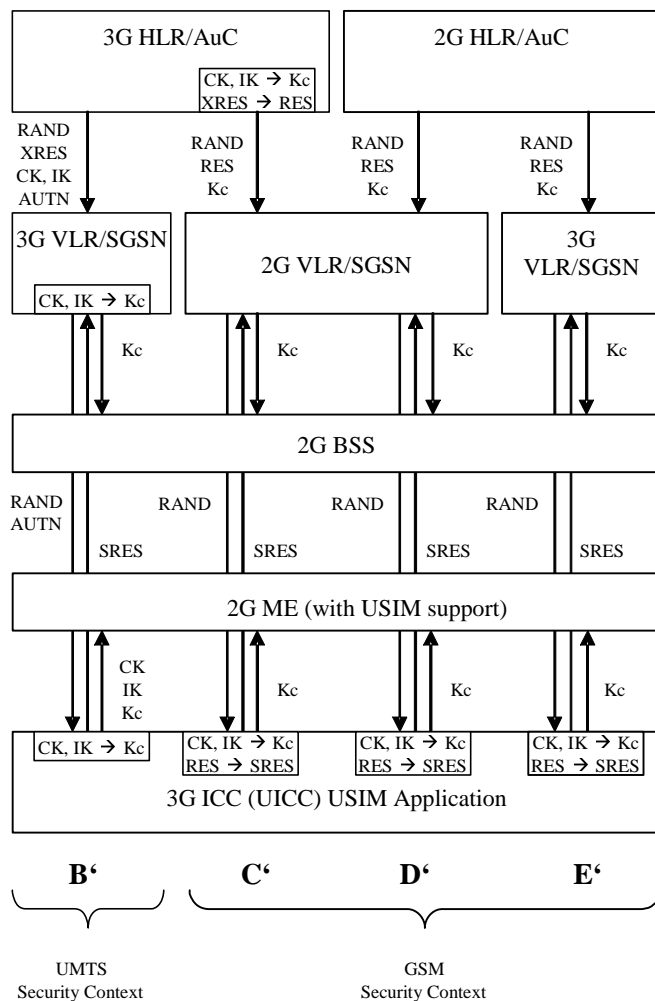 3G HLR/AuC
2G HLR/AuC
CK, IK → Kc
XRES → RES
RAND
XRES
CK, IK
AUTN
RAND
RES
Kc
RAND
RES
Kc
RAND
RES
Kc
3G VLR/SGSN
CK, IK → Kc
2G VLR/SGSN
3G
VLR/SGSN
Kc
Kc
Kc
Kc
2G BSS
RAND
AUTN
SRES
RAND
SRES
RAND
SRES
RAND
SRES
2G ME (with USIM support)
CK
IK
Kc
Kc
Kc
Kc
CK, IK → Kc
CK, IK → Kc
RES → SRES
CK, IK → Kc
RES → SRES
CK, IK → Kc
RES → SRES
3G ICC (UICC) USIM Application
B‘
C‘
D‘
E‘
UMTS
Security Context
GSM
Security Context